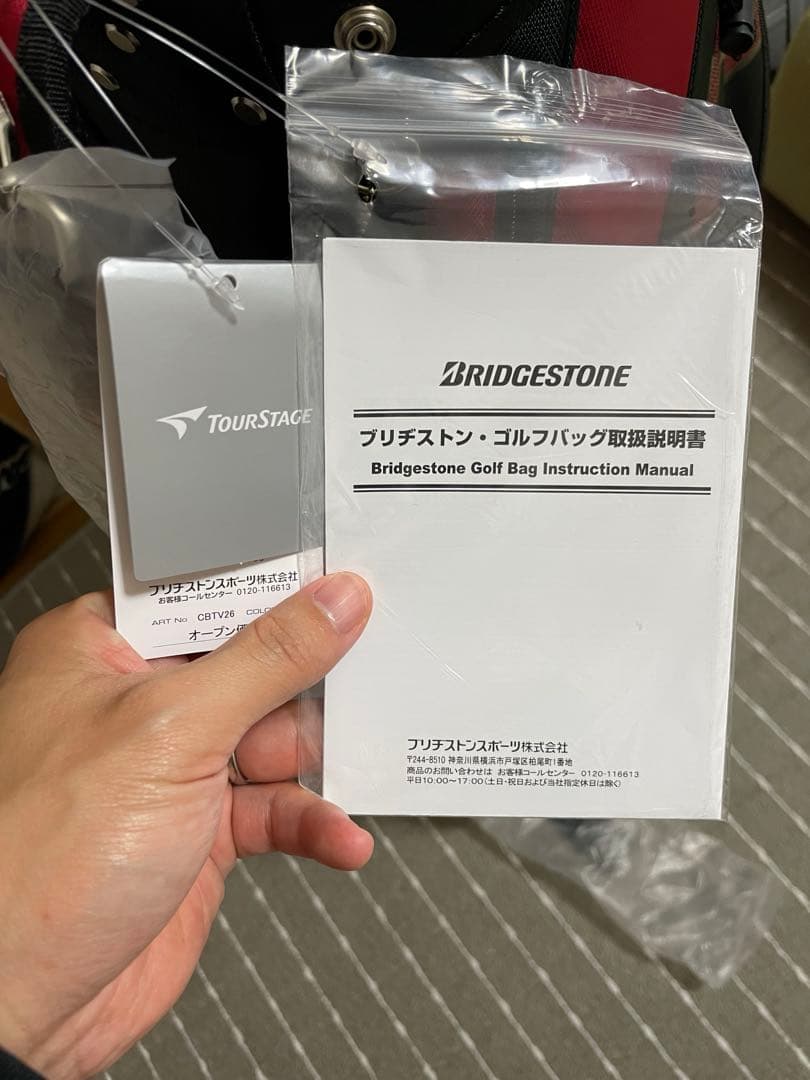 TOURSTAGE
ブリヂストンスポーツ株式会社
お客様コールセンター 0120-116613
ART No CBTV26
オープン
BRIDGESTONE
ブリヂストン・ゴルフバッグ取扱説明書
Bridgestone Golf Bag Instruction Manual
ブリヂストンスポーツ株式会社
〒244-8510 神奈川県横浜市戸塚区柏尾町1番地
商品のお問い合わせは お客様コールセンター 0120-116613
平日10:00〜17:00(土日・祝日および当社指定休日は除く)